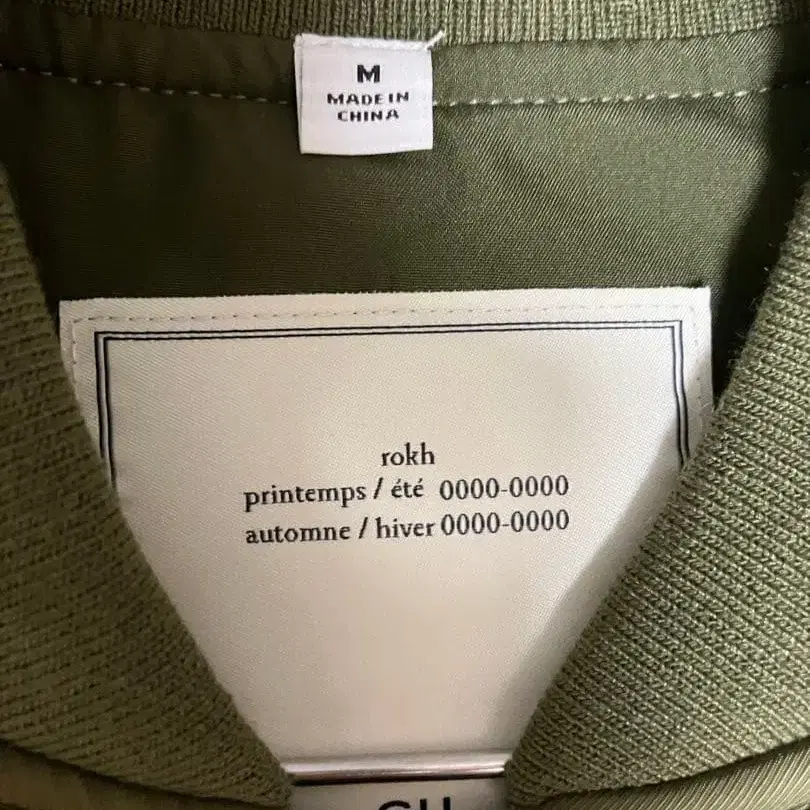 M
MADE IN
CHINA
rokh
printemps / été 0000-0000
automne / hiver 0000-0000